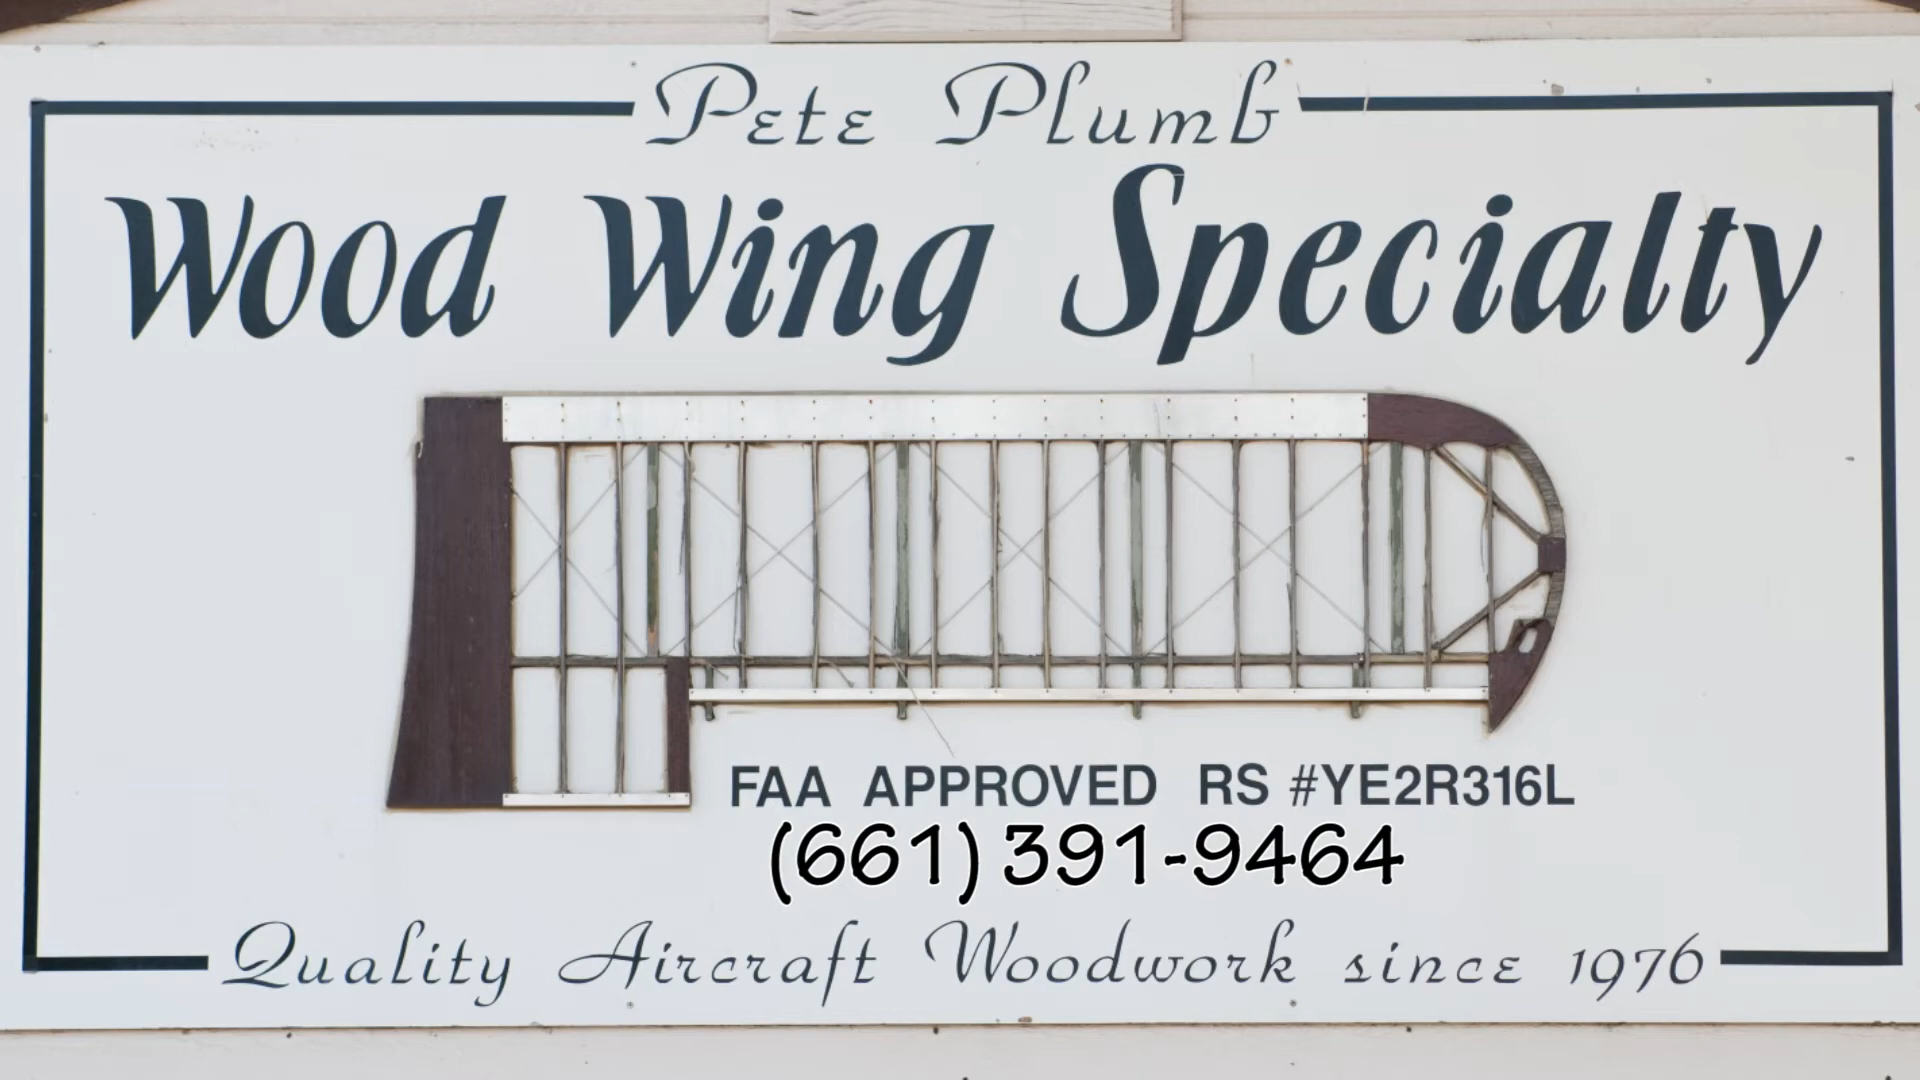 Pete Plumb
Wood Wing Specialty
FAA APPROVED RS #YE2R316L
(661) 391-9464
Quality Aircraft Woodwork since 1976